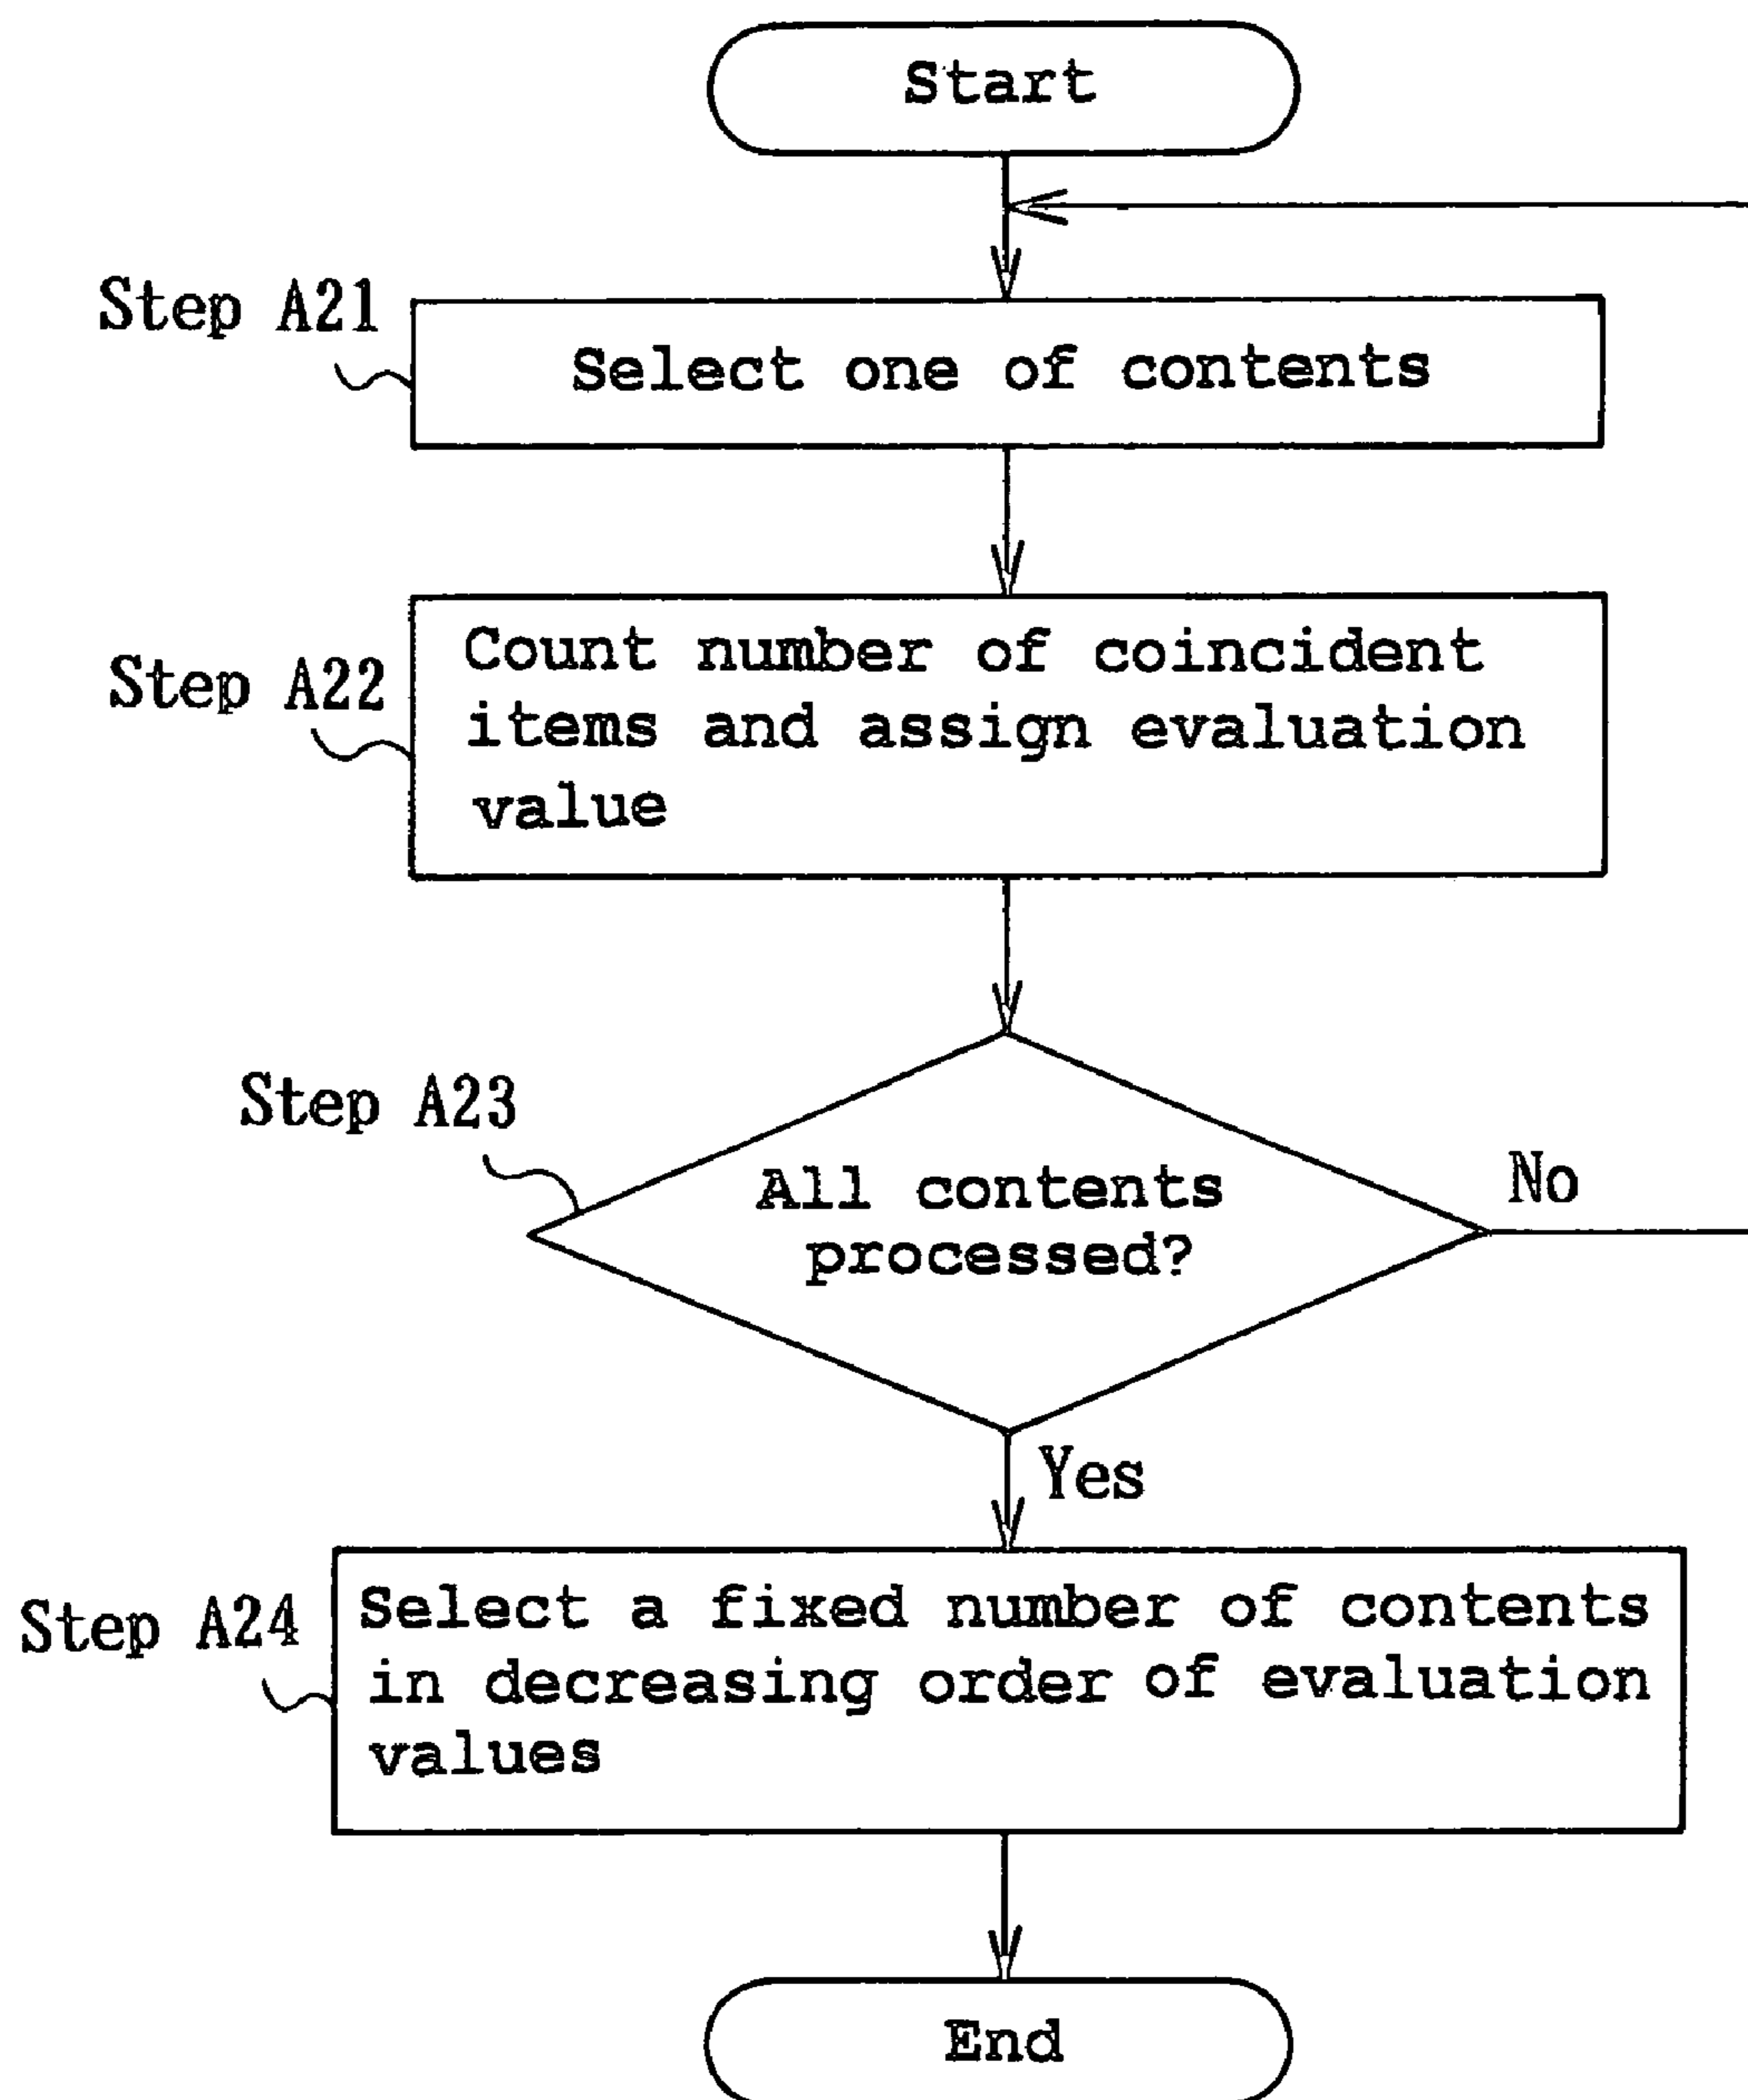 Start
Step A21
Select one of contents
Step A22
Count number of coincident
items and assign evaluation
value
Step A23
All contents
processed?
No
Yes
Step A24
Select a fixed number of contents
in decreasing order of evaluation
values
End